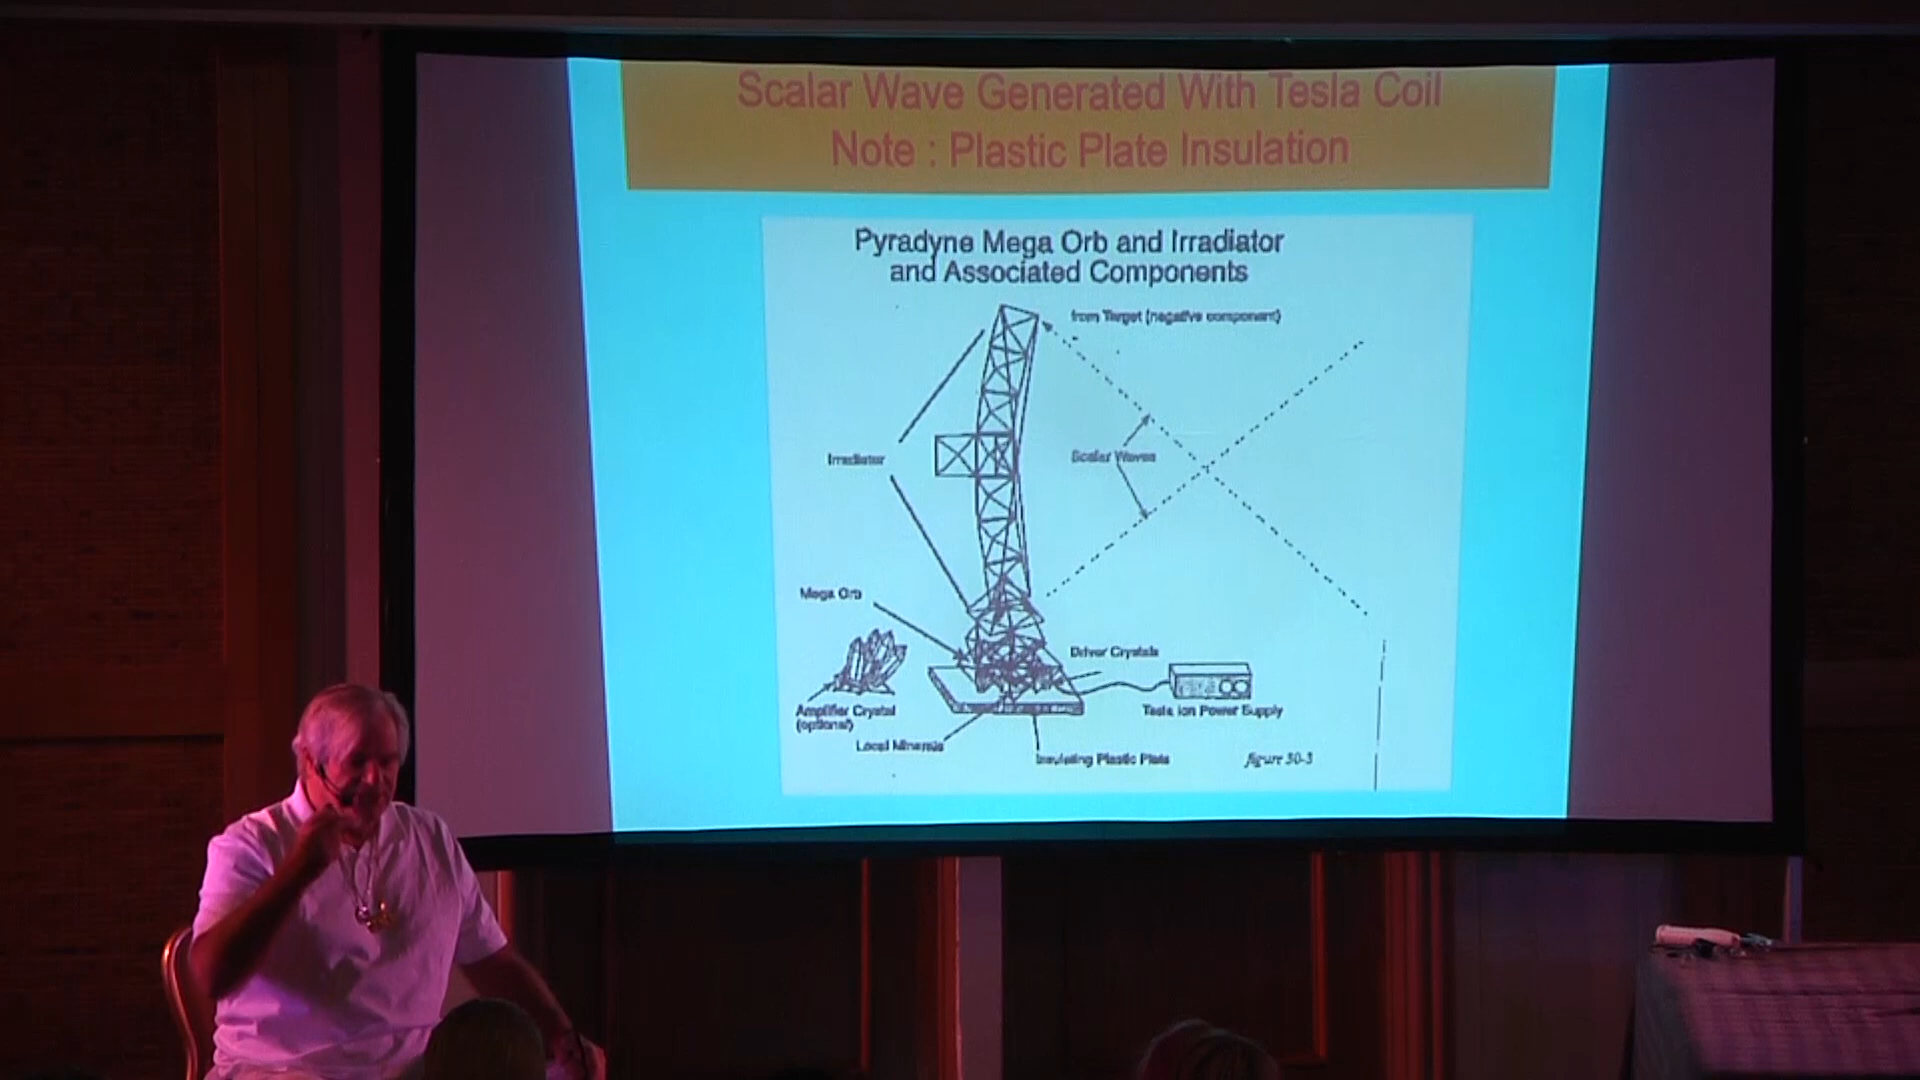 Scalar Wave Generated With Tesla Coil
Note : Plastic Plate Insulation
Pyradyne Mega Orb and Irradiator
and Associated Components
from Target (negative component)
Irradiator
Scalar Waves
Mega Orb
Driver Crystals
Amplifier Crystal
(optional)
Tesla Ion Power Supply
Local Minerals
Insulating Plastic Plate
figure 30-3